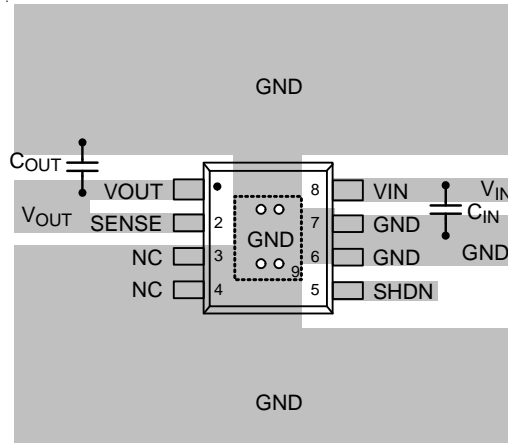 GND
COUT
VOUT 8 VIN VIN
VOUT SENSE 2 7 GND CIN
GND
NC 3 6 GND GND
9
NC 4 5 SHDN
GND